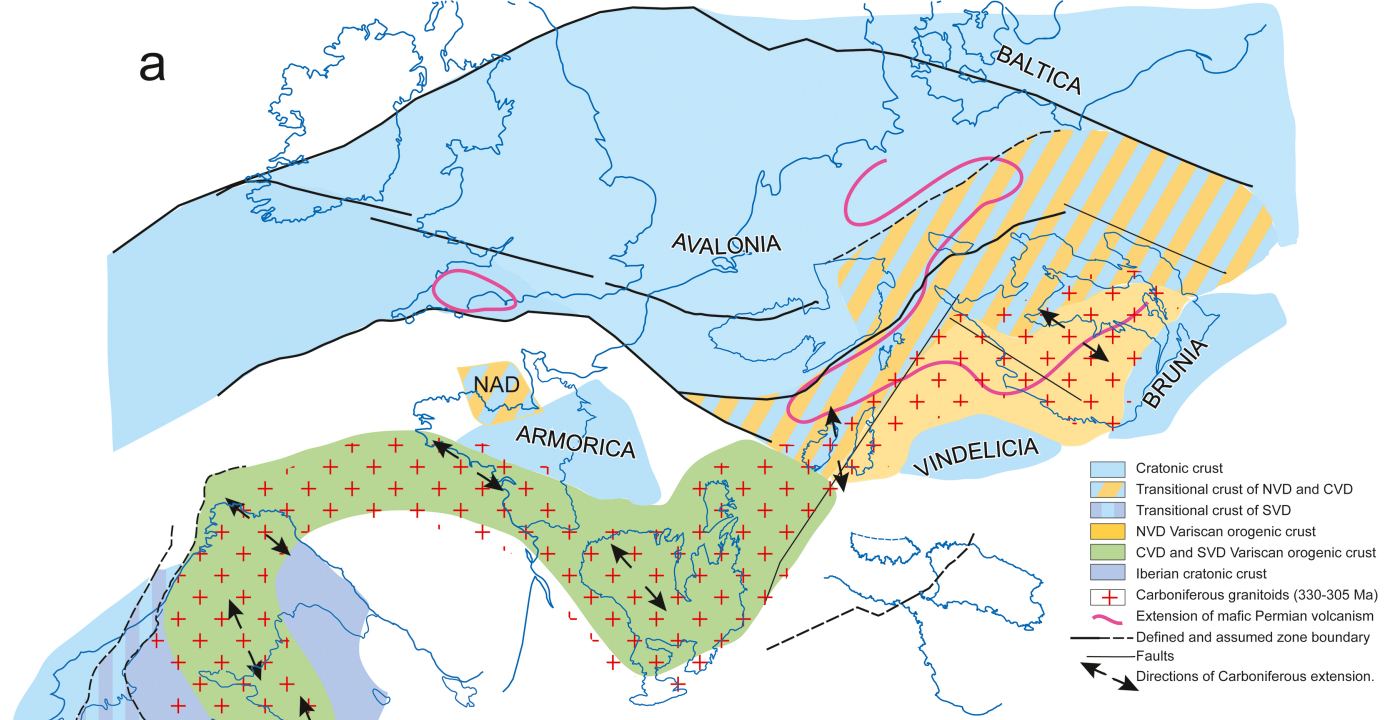 a
BALTICA
AVALONIA
NAD
ARMORICA
BRUNIA
VINDELICIA
Cratonic crust
Transitional crust of NVD and CVD
Transitional crust of SVD
NVD Variscan orogenic crust
CVD and SVD Variscan orogenic crust
Iberian cratonic crust
Carboniferous granitoids (330-305 Ma)
Extension of mafic Permian volcanism
Defined and assumed zone boundary
Faults
Directions of Carboniferous extension.